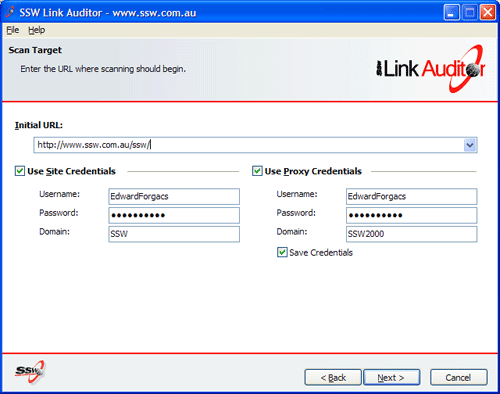 SSW Link Auditor - www.ssw.com.au
File Help
Scan Target
Enter the URL where scanning should begin.
Link Auditor
Initial URL:
http://www.ssw.com.au/ssw/
Use Site Credentials
Username: EdwardForgacs
Password: ●●●●●●●●●●
Domain: SSW
Use Proxy Credentials
Username: EdwardForgacs
Password: ●●●●●●●●●●
Domain: SSW2000
Save Credentials
SSW
< Back Next > Cancel